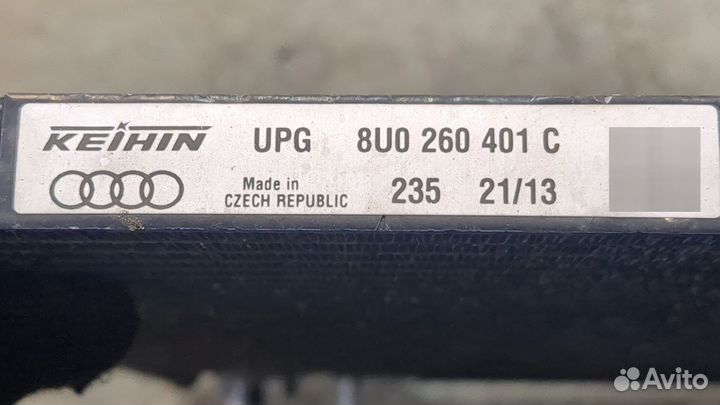 KEIHIN UPG 8U0 260 401 C
Made in
CZECH REPUBLIC 235 21/13
Avito